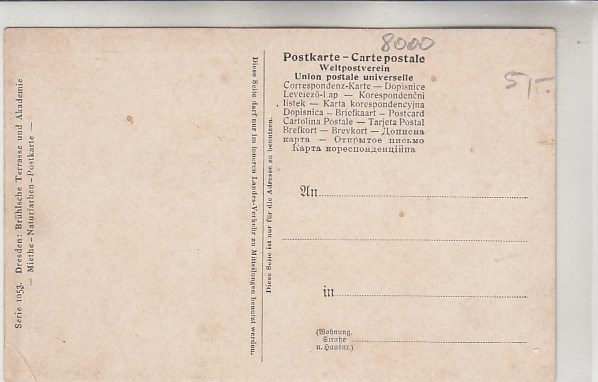 8000
5/-
Postkarte – Carte postale
Weltpostverein
Union postale universelle
Correspondenz-Karte — Dopisnice
Levelező-Lap — Korespondenční
lístek — Karta korespondencyjna
Dopisnica — Briefkaart — Postcard
Cartolina Postale — Tarjeta Postal
Brefkort — Brevkort — Дописна
карта — Открытое письмо
Карта кореспонденційна
An
in
(Wohnung,
Straße
u. Hausnr.)
Diese Seite ist nur für die Adresse zu benutzen.
Diese Seite darf nur im inneren Landes-Verkehr zu Mitteilungen benutzt werden.
Serie 1053. Dresden: Brühlsche Terrasse und Akademie
— Miethe-Naturfarben-Postkarte —